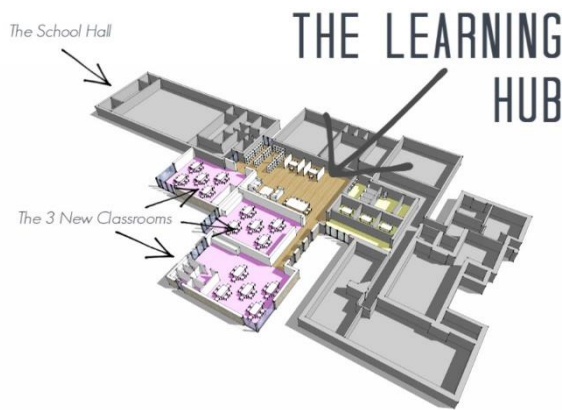 The School Hall
THE LEARNING
HUB
The 3 New Classrooms